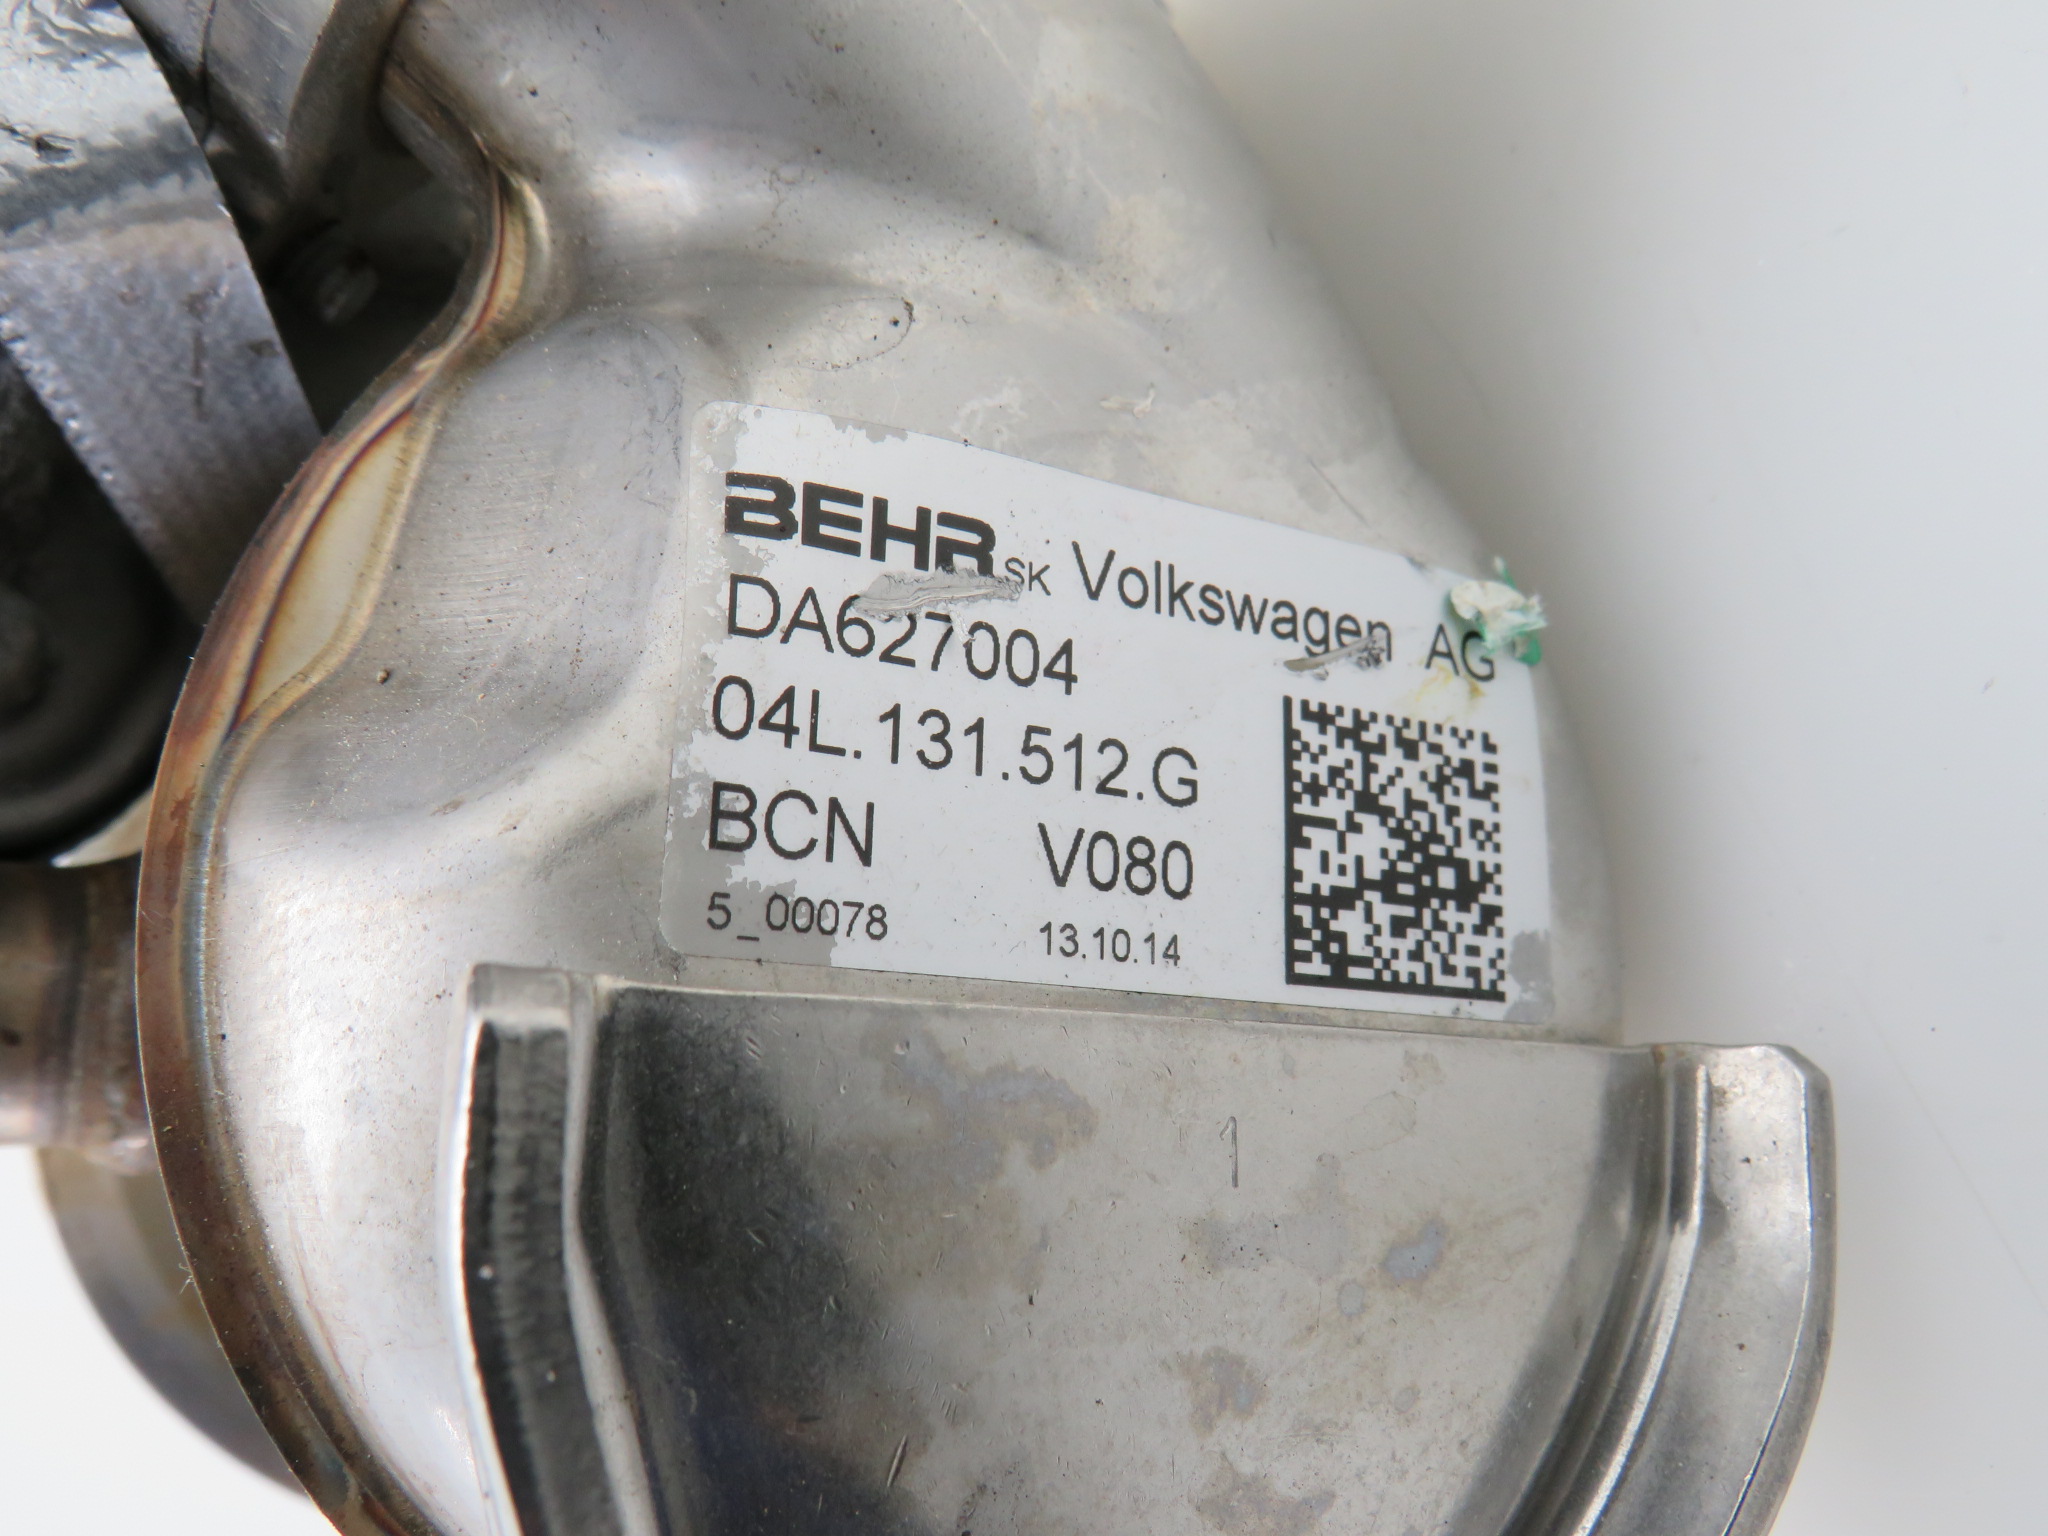 BEHR SK Volkswagen AG
DA627004
04L.131.512.G
BCN V080
5_00078 13.10.14
1